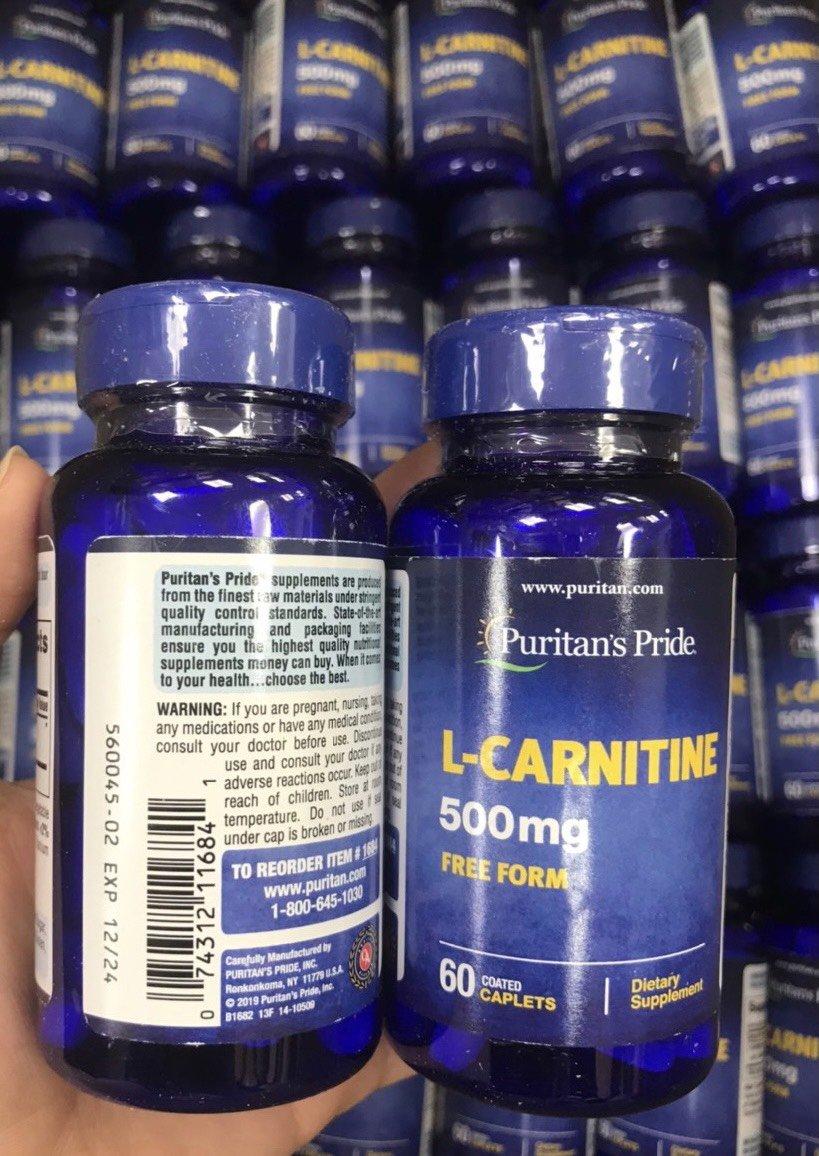 Puritan's Pride
supplements are produced
from the finest raw materials under stringent
quality control standards. State-of-the-art
manufacturing and packaging facilities
ensure you the highest quality nutritional
supplements money can buy. When it comes
to your health...choose the best.
WARNING: If you are pregnant, nursing, taking
any medications or have any medical condition,
consult your doctor before use. Discontinue
use and consult your doctor if any
adverse reactions occur. Keep out of
reach of children. Store at room
temperature. Do not use if seal
under cap is broken or missing.
560045-02 EXP 12/24
0 74312 11684 1
TO REORDER ITEM # 1684
www.puritan.com
1-800-645-1030
Carefully Manufactured by
PURITAN'S PRIDE, INC.
Ronkonkoma, NY 11779 U.S.A.
© 2019 Puritan's Pride, Inc.
B1682 13F 14-10509
www.puritan.com
Puritan's Pride
L-CARNITINE
500mg
FREE FORM
60 COATED
CAPLETS
Dietary
Supplement
L-CARNITINE
500mg
FREE FORM
60